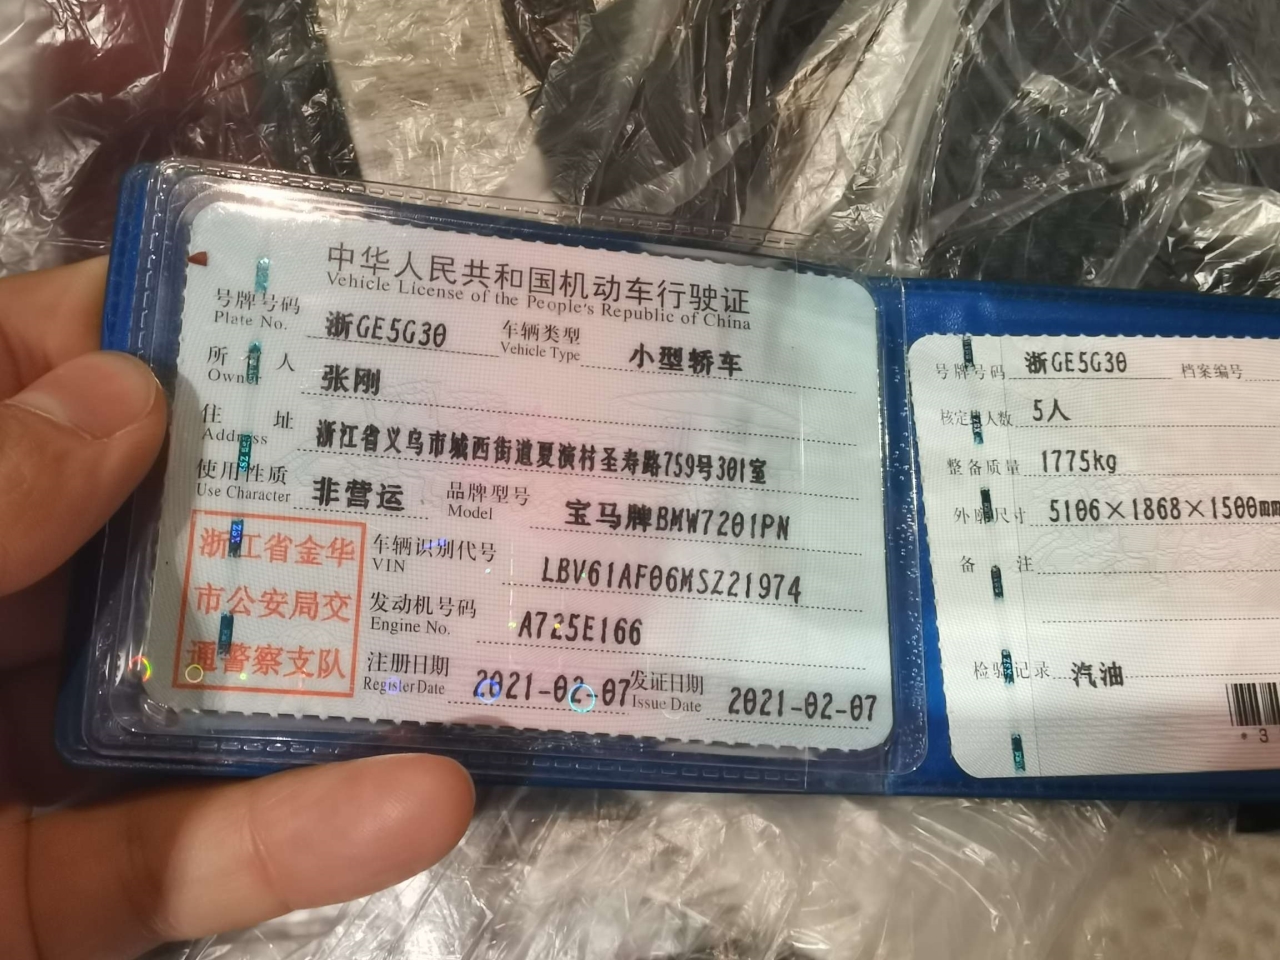 中华人民共和国机动车行驶证
Vehicle License of the People's Republic of China
号牌号码 浙GE5G30 车辆类型 小型轿车
Plate No. Vehicle Type
所 有 人 张刚
Owner
住 址 浙江省义乌市城西街道夏演村圣寿路759号301室
Address
使用性质 非营运 品牌型号 宝马牌BMW7201PN
Use Character Model
浙江省金华
市公安局交
通警察支队
车辆识别代号 LBV61AF06MSZ21974
VIN
发动机号码 A725E166
Engine No.
注册日期 2021-02-07 发证日期 2021-02-07
Register Date Issue Date
号牌号码 浙GE5G30 档案编号
核定载人数 5人
整备质量 1775kg
外廓尺寸 5106×1868×1500mm
备 注
检验记录 汽油
3